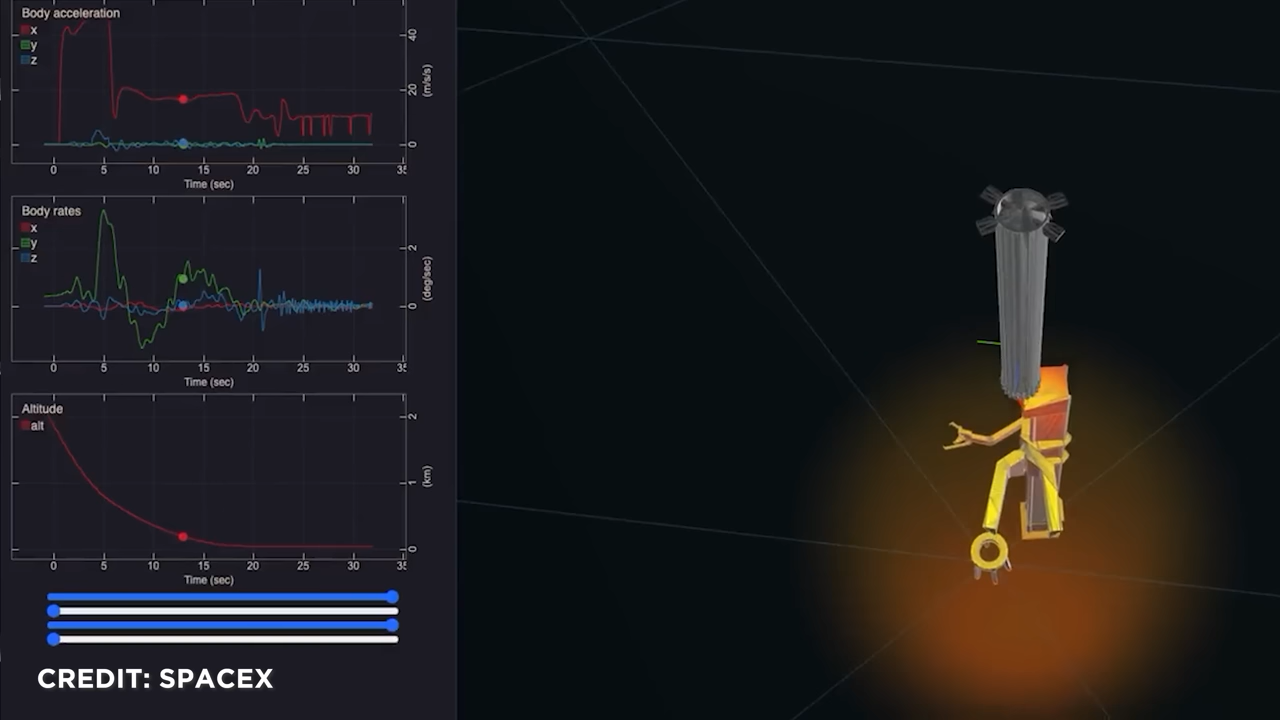 Body acceleration
x
y
z
40
20
0
(m/s/s)
0 5 10 15 20 25 30 35
Time (sec)
Body rates
x
y
z
2
0
(deg/sec)
0 5 10 15 20 25 30 35
Time (sec)
Altitude
alt
2
1
0
(km)
0 5 10 15 20 25 30 35
Time (sec)
CREDIT: SPACEX